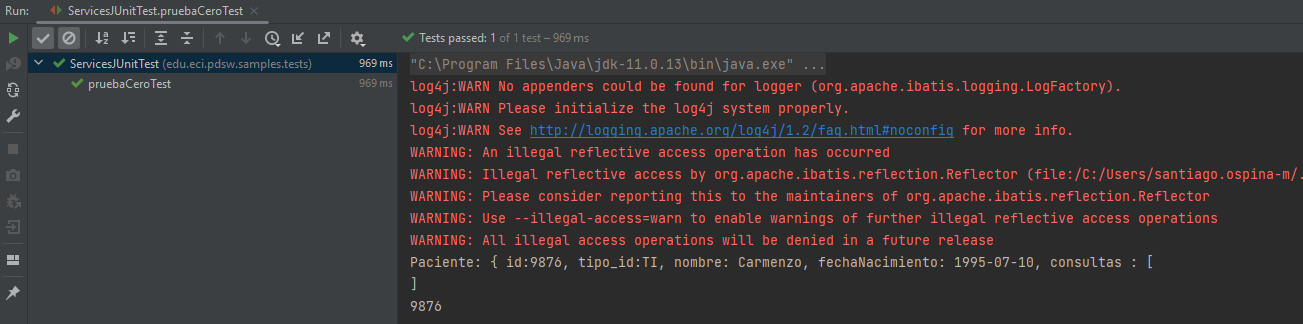 Run: ServicesJUnitTest.pruebaCeroTest
Tests passed: 1 of 1 test – 969 ms
ServicesJUnitTest (edu.eci.pdsw.samples.tests) 969 ms
pruebaCeroTest 969 ms
"C:\Program Files\Java\jdk-11.0.13\bin\java.exe" ...
log4j:WARN No appenders could be found for logger (org.apache.ibatis.logging.LogFactory).
log4j:WARN Please initialize the log4j system properly.
log4j:WARN See http://logging.apache.org/log4j/1.2/faq.html#noconfig for more info.
WARNING: An illegal reflective access operation has occurred
WARNING: Illegal reflective access by org.apache.ibatis.reflection.Reflector (file:/C:/Users/santiago.ospina-m/.
WARNING: Please consider reporting this to the maintainers of org.apache.ibatis.reflection.Reflector
WARNING: Use --illegal-access=warn to enable warnings of further illegal reflective access operations
WARNING: All illegal access operations will be denied in a future release
Paciente: { id:9876, tipo_id:TI, nombre: Carmenzo, fechaNacimiento: 1995-07-10, consultas : [
]
9876